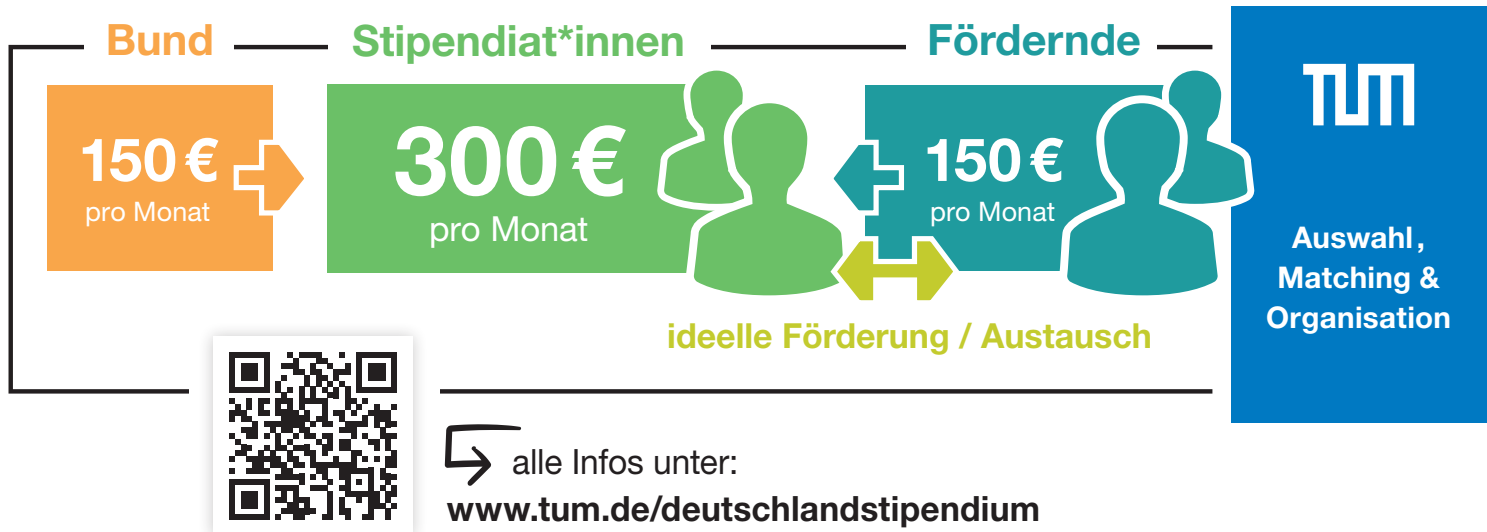 Bund
Stipendiat*innen
Fördernde
150 €
pro Monat
300 €
pro Monat
150 €
pro Monat
ideelle Förderung / Austausch
TUM
Auswahl,
Matching &
Organisation
alle Infos unter:
www.tum.de/deutschlandstipendium